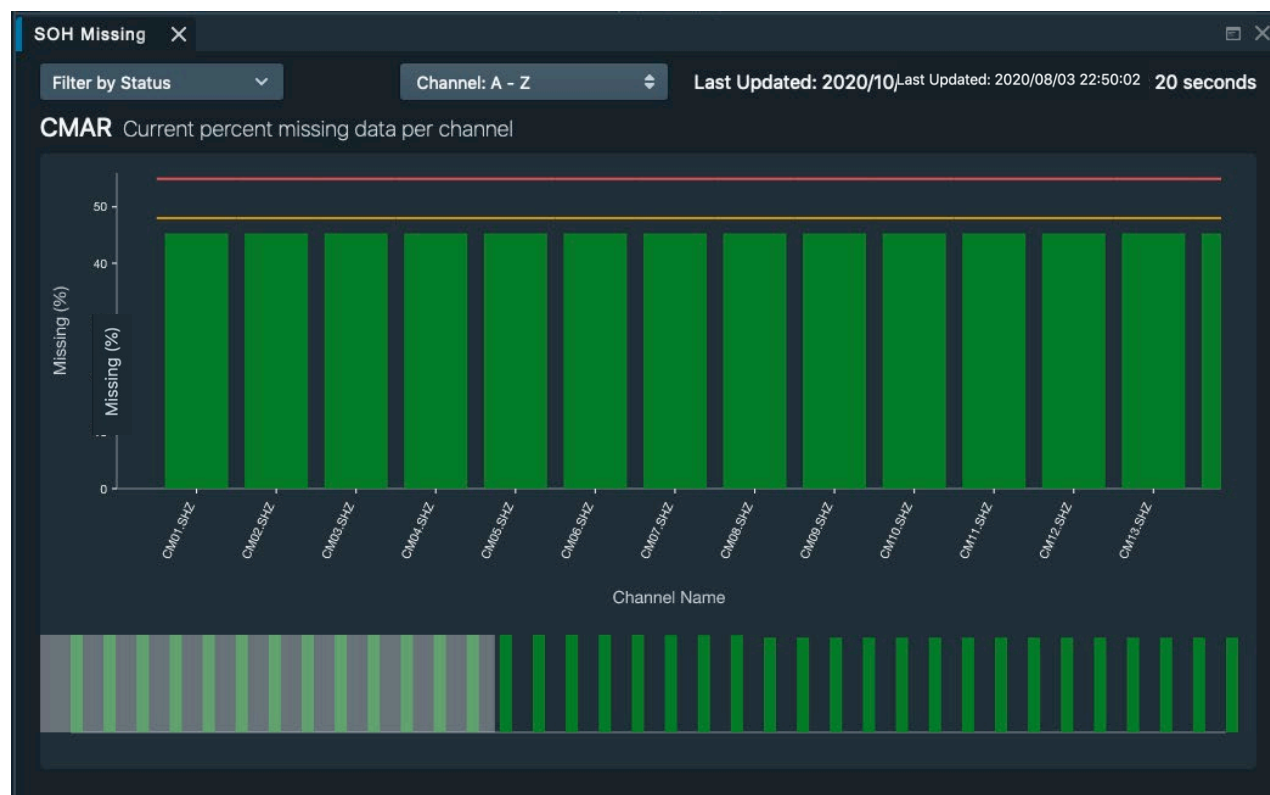 SOH Missing
Filter by Status
Channel: A - Z
Last Updated: 2020/10/
Last Updated: 2020/08/03 22:50:02
20 seconds
CMAR Current percent missing data per channel
50
40
0
Missing (%)
Missing (%)
CM01.SHZ
CM02.SHZ
CM03.SHZ
CM04.SHZ
CM05.SHZ
CM06.SHZ
CM07.SHZ
CM08.SHZ
CM09.SHZ
CM10.SHZ
CM11.SHZ
CM12.SHZ
CM13.SHZ
Channel Name